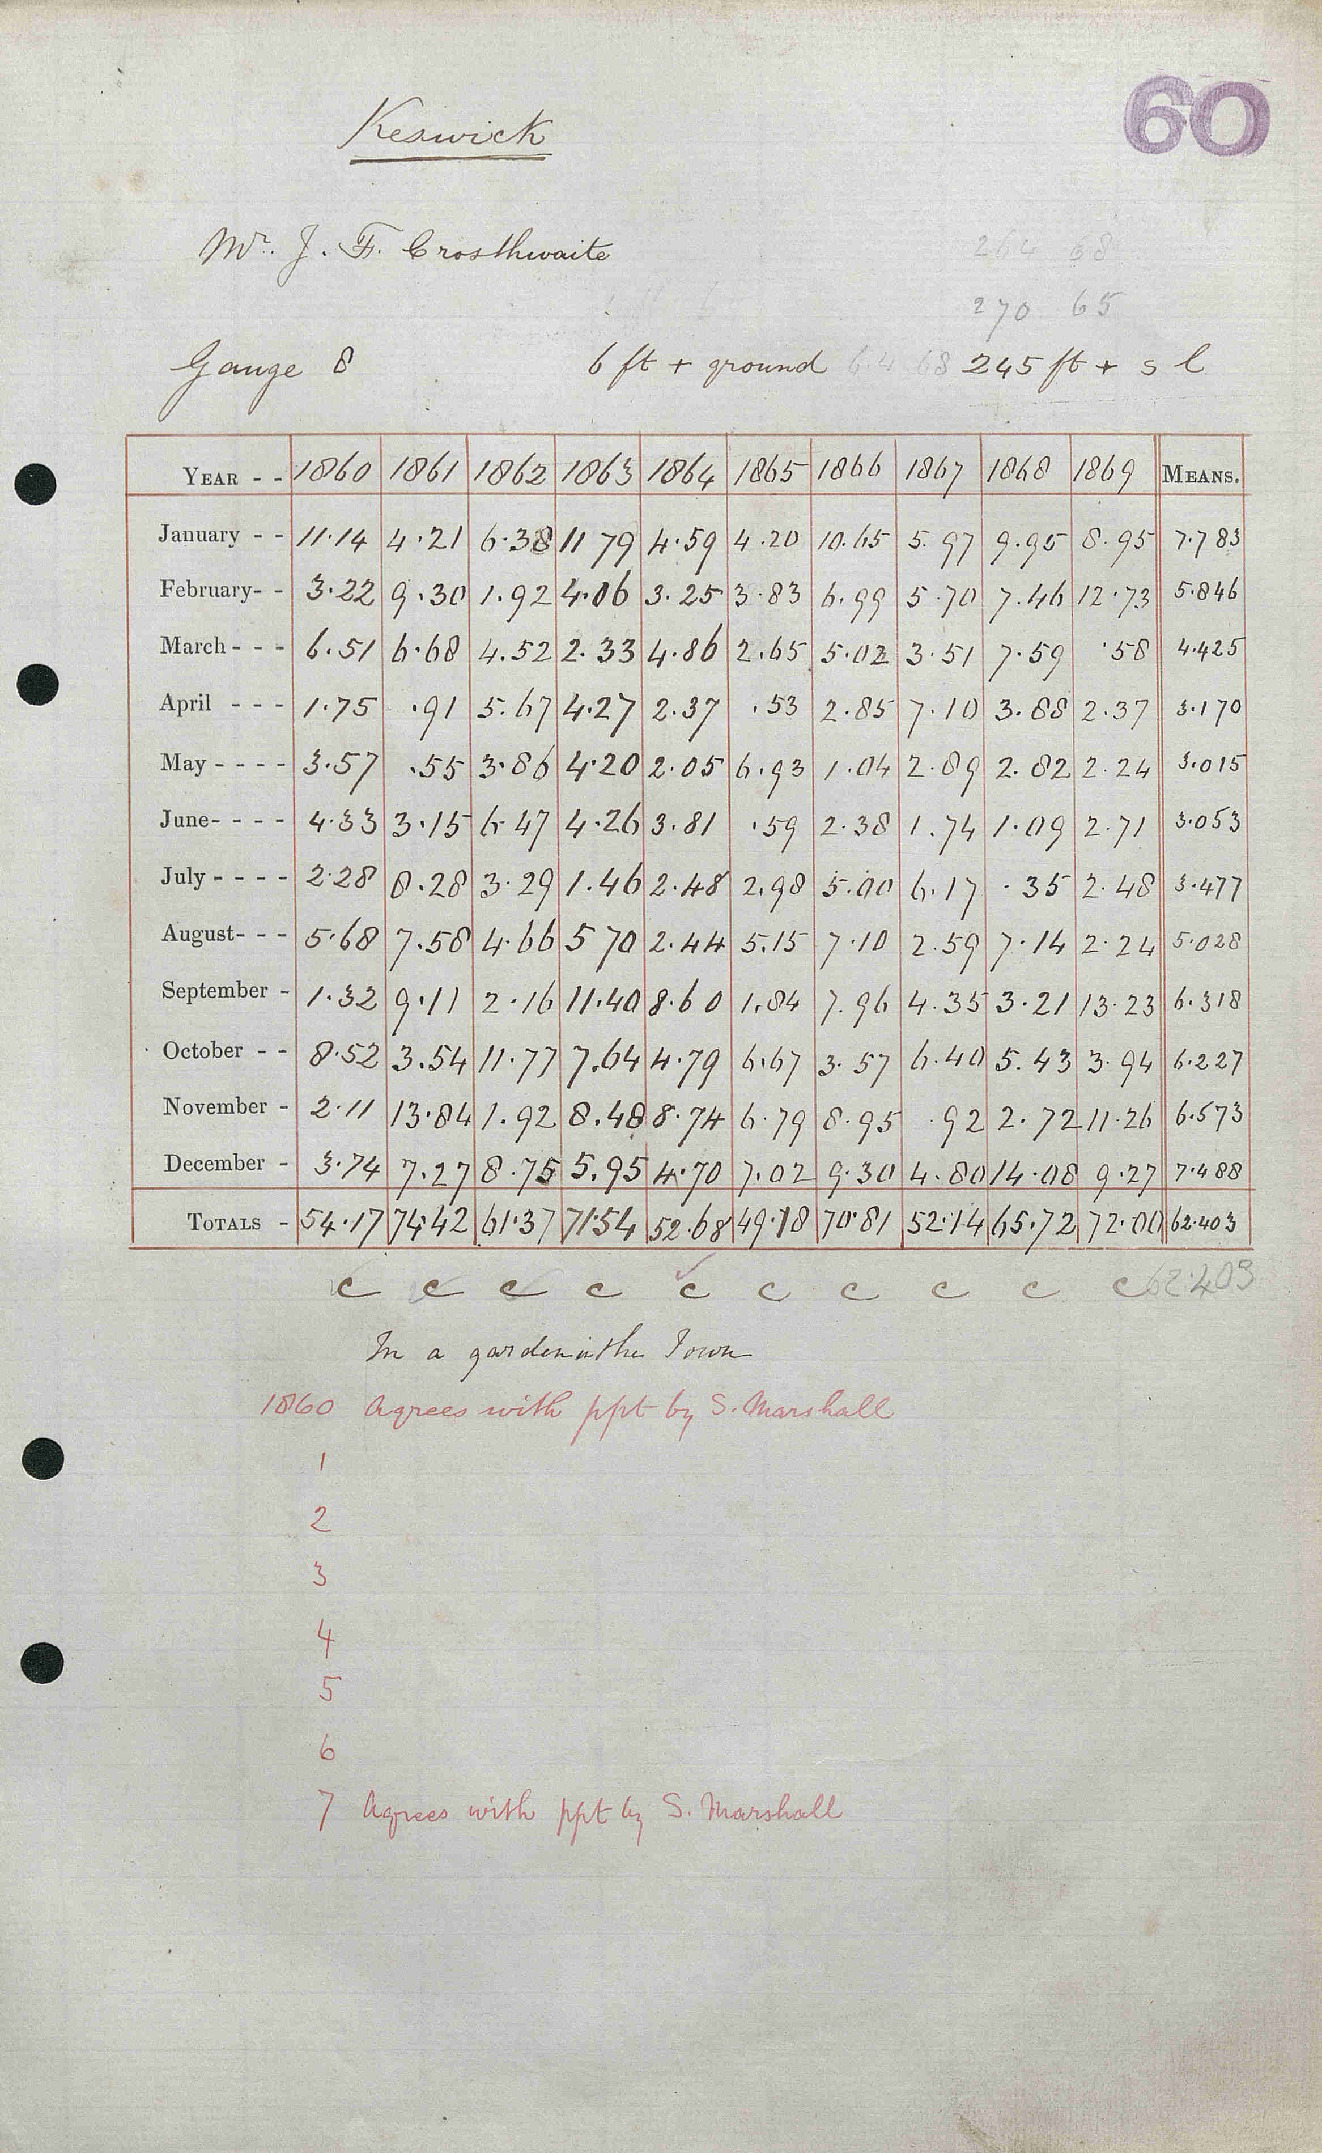 60
Keswick
Mr. J. F. Crosthwaite
264 68
270 65
Gauge 8 6 ft + ground 245 ft + s l
YEAR - - 1860 1861 1862 1863 1864 1865 1866 1867 1868 1869 MEANS.
January - - 11.14 4.21 6.38 11 79 4.59 4.20 10.65 5.97 9.95 8.95 7.783
February- - 3.22 9.30 1.92 4.06 3.25 3.83 6.99 5.70 7.46 12.73 5.846
March - - - 6.51 6.68 4.52 2.33 4.86 2.65 5.02 3.51 7.59 .58 4.425
April - - - 1.75 .91 5.67 4.27 2.37 .53 2.85 7.10 3.88 2.37 3.170
May - - - - 3.57 .55 3.86 4.20 2.05 6.93 1.04 2.89 2.82 2.24 3.015
June- - - - 4.33 3.15 6.47 4.26 3.81 .59 2.38 1.74 1.09 2.71 3.053
July - - - - 2.28 8.28 3.29 1.46 2.48 2.98 5.00 6.17 .35 2.48 3.477
August- - - 5.68 7.58 4.66 5 70 2.44 5.15 7.10 2.59 7.14 2.24 5.028
September - 1.32 9.11 2.16 11.40 8.60 1.84 7.96 4.35 3.21 13.23 6.318
October - - 8.52 3.54 11.77 7.64 4.79 6.67 3.57 6.40 5.43 3.94 6.227
November - 2.11 13.84 1.92 8.48 8.74 6.79 8.95 .92 2.72 11.26 6.573
December - 3.74 7.27 8.75 5.95 4.70 7.02 9.30 4.80 14.08 9.27 7.488
TOTALS - 54.17 74.42 61.37 71.54 52.68 49.18 70.81 52.14 65.72 72.00 62.403
c c c c c c c c c c 62.403
In a garden in the Town
1860 Agrees with ppt by S. Marshall
1
2
3
4
5
6
7 Agrees with ppt by S. Marshall